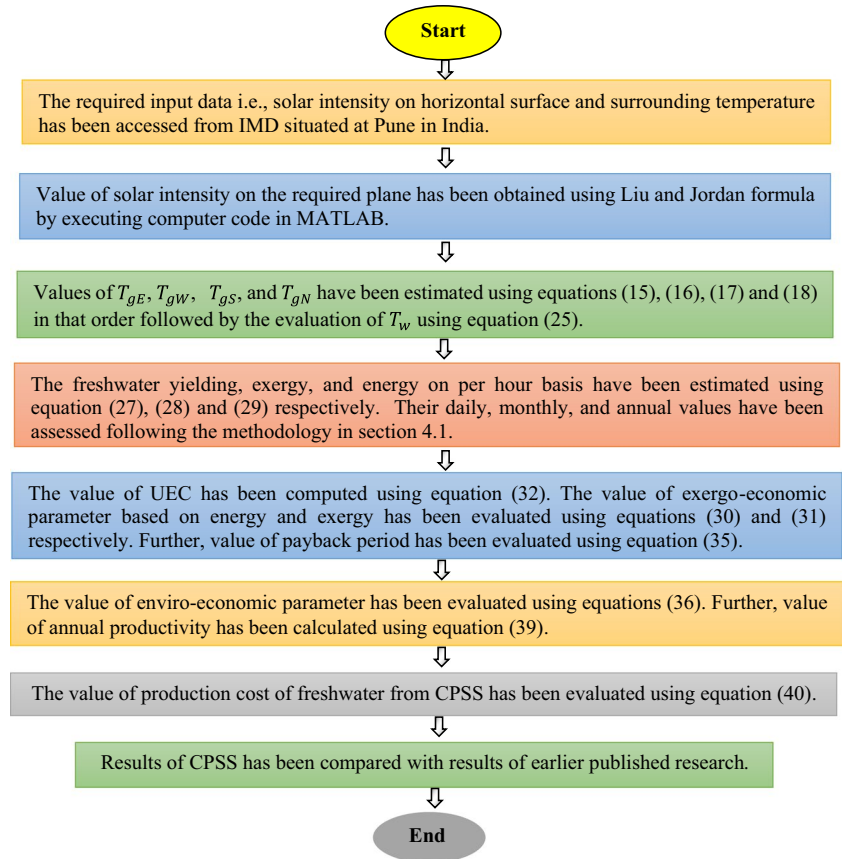 Start
The required input data i.e., solar intensity on horizontal surface and surrounding temperature
has been accessed from IMD situated at Pune in India.
Value of solar intensity on the required plane has been obtained using Liu and Jordan formula
by executing computer code in MATLAB.
Values of T_{gE}, T_{gW}, T_{gS}, and T_{gN} have been estimated using equations (15), (16), (17) and (18)
in that order followed by the evaluation of T_w using equation (25).
The freshwater yielding, exergy, and energy on per hour basis have been estimated using
equation (27), (28) and (29) respectively. Their daily, monthly, and annual values have been
assessed following the methodology in section 4.1.
The value of UEC has been computed using equation (32). The value of exergo-economic
parameter based on energy and exergy has been evaluated using equations (30) and (31)
respectively. Further, value of payback period has been evaluated using equation (35).
The value of enviro-economic parameter has been evaluated using equations (36). Further, value
of annual productivity has been calculated using equation (39).
The value of production cost of freshwater from CPSS has been evaluated using equation (40).
Results of CPSS has been compared with results of earlier published research.
End